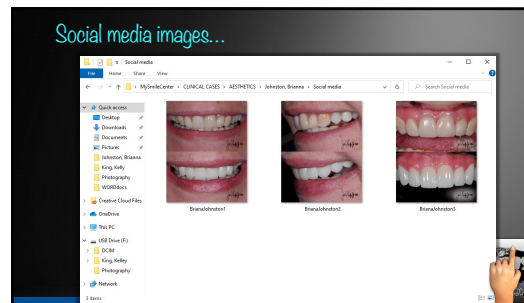 Social media images...
Social media
File Home Share View
MySmileCenter > CLINICAL CASES > AESTHETICS > Johnston, Brianna > Social media
Search Social media
Quick access
Desktop
Downloads
Documents
Pictures
Johnston, Brianna
King, Kelly
Photography
WORDdocs
Creative Cloud Files
OneDrive
This PC
USB Drive (F:)
DCIM
King, Kelley
Photography
Network
BrianaJohnston1
BrianaJohnston2
BrianaJohnston3
3 items